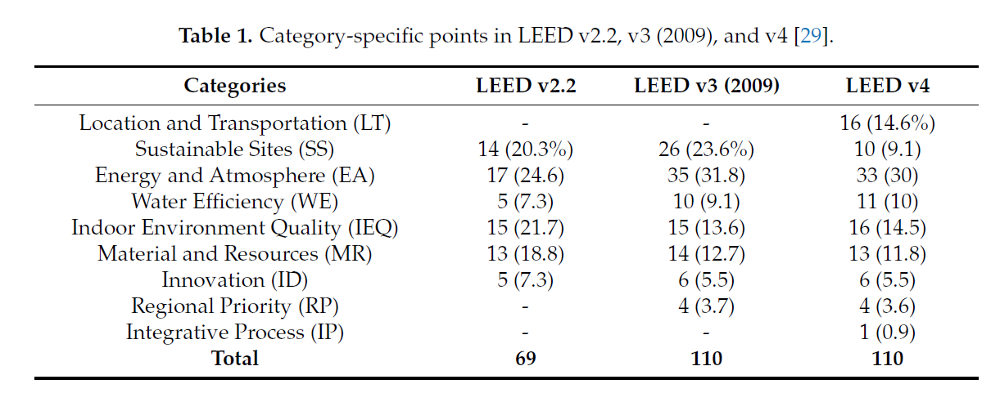 Table 1. Category-specific points in LEED v2.2, v3 (2009), and v4 [29].
Categories LEED v2.2 LEED v3 (2009) LEED v4
Location and Transportation (LT) - - 16 (14.6%)
Sustainable Sites (SS) 14 (20.3%) 26 (23.6%) 10 (9.1)
Energy and Atmosphere (EA) 17 (24.6) 35 (31.8) 33 (30)
Water Efficiency (WE) 5 (7.3) 10 (9.1) 11 (10)
Indoor Environment Quality (IEQ) 15 (21.7) 15 (13.6) 16 (14.5)
Material and Resources (MR) 13 (18.8) 14 (12.7) 13 (11.8)
Innovation (ID) 5 (7.3) 6 (5.5) 6 (5.5)
Regional Priority (RP) - 4 (3.7) 4 (3.6)
Integrative Process (IP) - - 1 (0.9)
Total 69 110 110